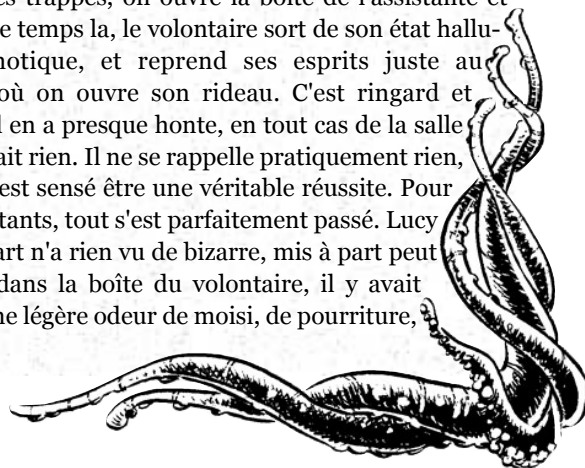 es trappes, on ouvre la boîte de l'assistante et
e temps la, le volontaire sort de son état hallu-
notique, et reprend ses esprits juste au
où on ouvre son rideau. C'est ringard et
en a presque honte, en tout cas de la salle
ait rien. Il ne se rappelle pratiquement rien,
est sensé être une véritable réussite. Pour
tants, tout s'est parfaitement passé. Lucy
art n'a rien vu de bizarre, mis à part peut
dans la boîte du volontaire, il y avait
ne légère odeur de moisi, de pourriture,